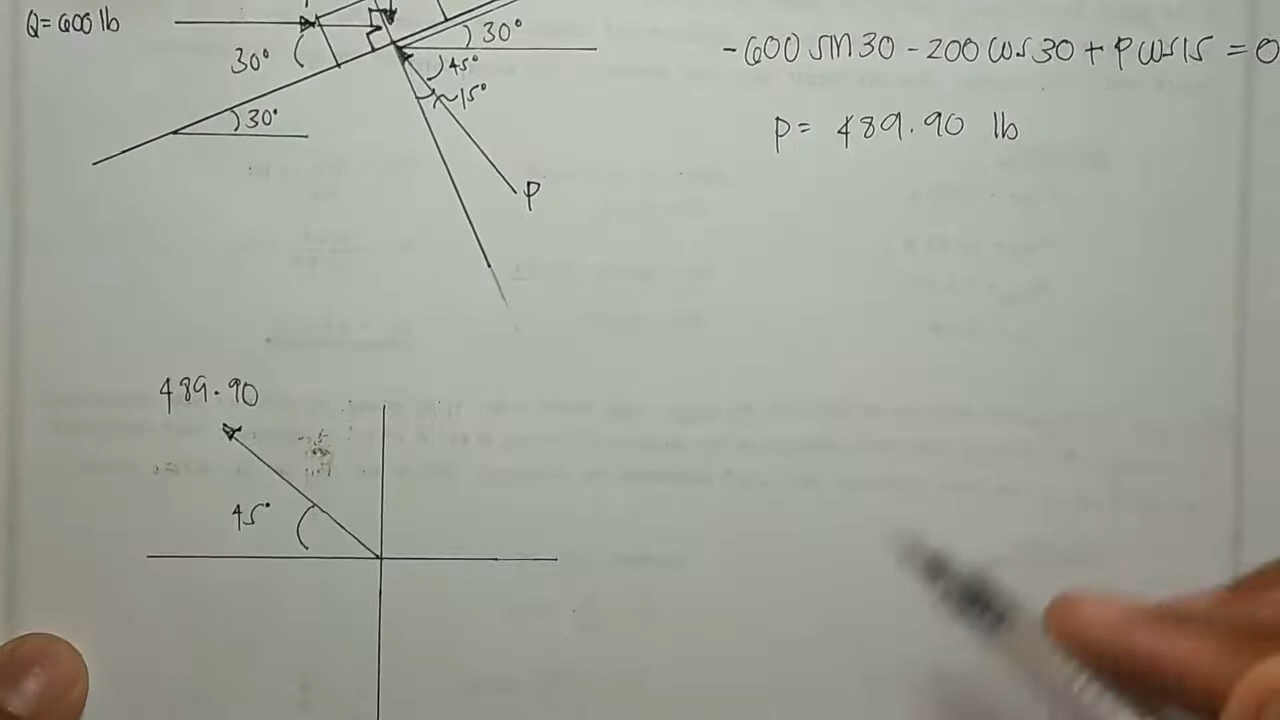 Q = 600 lb
30°
30°
-600 sin 30 - 200 cos 30 + P cos 15 = 0
30°
45°
15°
P = 489.90 lb
P
489.90
45°